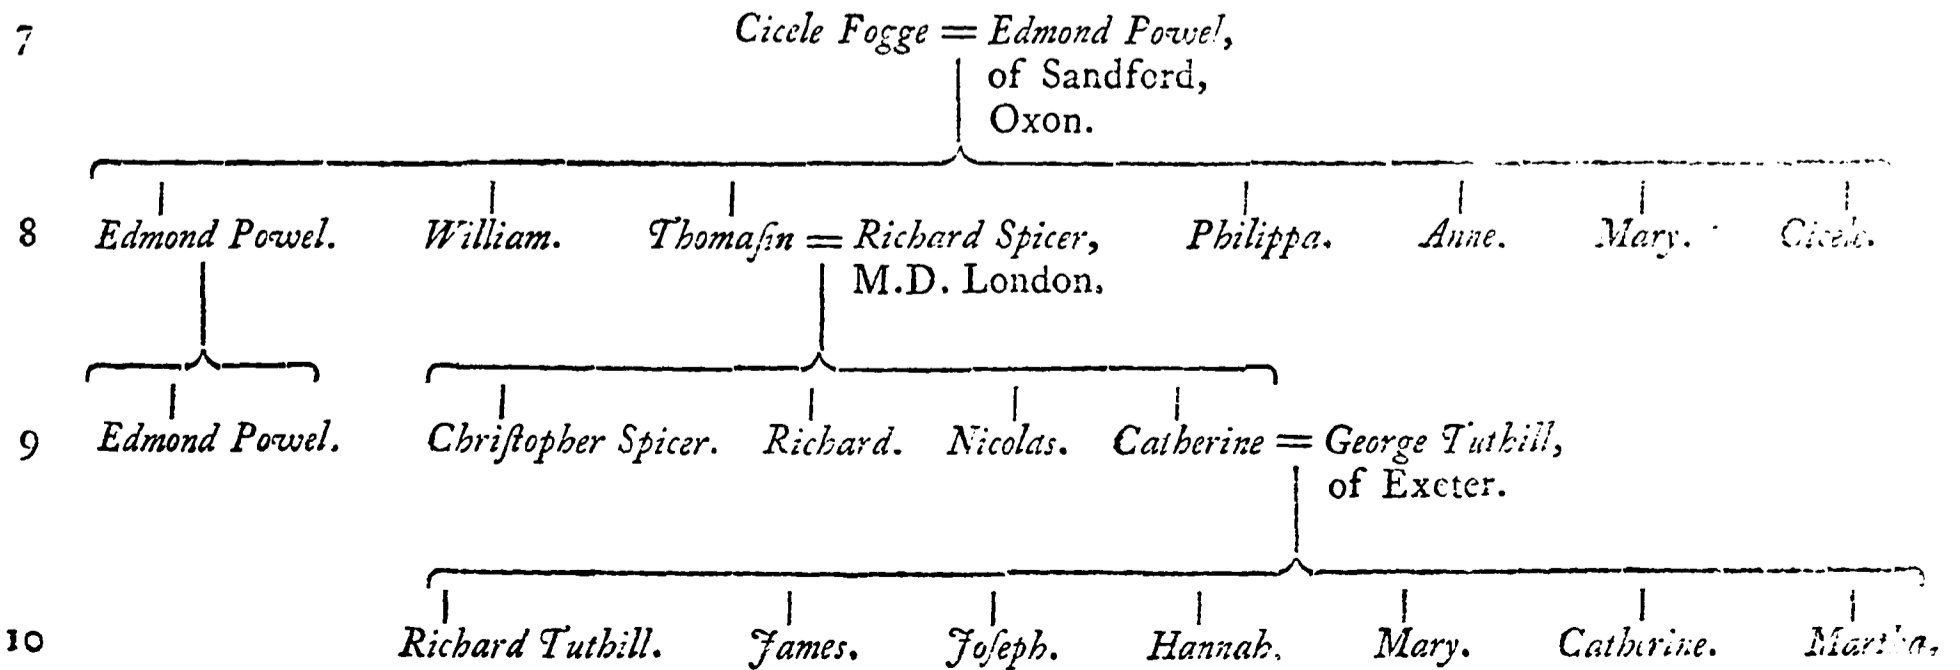 7 Cicele Fogge = Edmond Powel,
of Sandford,
Oxon.
8 Edmond Powel. William. Thomaſin = Richard Spicer, Philippa. Anne. Mary. Cicele.
M.D. London.
9 Edmond Powel. Chriſtopher Spicer. Richard. Nicolas. Catherine = George Tuthill,
of Exeter.
10 Richard Tuthill. James. Joſeph. Hannah. Mary. Catherine. Martha.